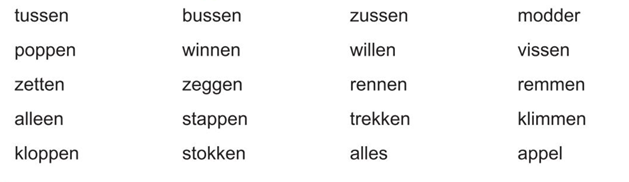 tussen bussen zussen modder
poppen winnen willen vissen
zetten zeggen rennen remmen
alleen stappen trekken klimmen
kloppen stokken alles appel